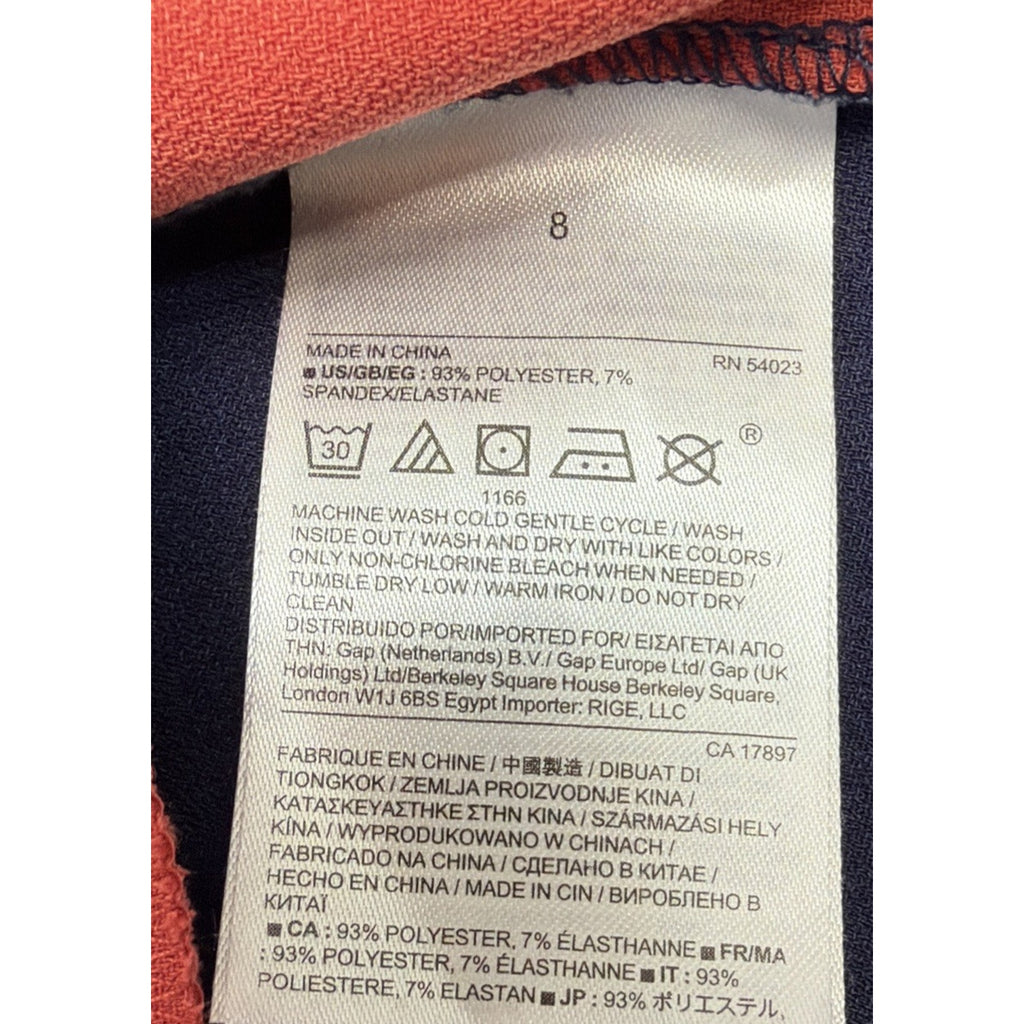 8
MADE IN CHINA
RN 54023
US/GB/EG : 93% POLYESTER, 7%
SPANDEX/ELASTANE
30
®
1166
MACHINE WASH COLD GENTLE CYCLE / WASH
INSIDE OUT / WASH AND DRY WITH LIKE COLORS /
ONLY NON-CHLORINE BLEACH WHEN NEEDED /
TUMBLE DRY LOW / WARM IRON / DO NOT DRY
CLEAN
DISTRIBUIDO POR/IMPORTED FOR/ ΕΙΣΑΓΕΤΑΙ ΑΠΟ
ΤΗΝ: Gap (Netherlands) B.V./ Gap Europe Ltd/ Gap (UK
Holdings) Ltd/Berkeley Square House Berkeley Square,
London W1J 6BS Egypt Importer: RIGE, LLC
CA 17897
FABRIQUE EN CHINE / 中國製造 / DIBUAT DI
TIONGKOK / ZEMLJA PROIZVODNJE KINA /
ΚΑΤΑΣΚΕΥΑΣΤΗΚΕ ΣΤΗΝ ΚΙΝΑ / SZÁRMAZÁSI HELY
KÍNA / WYPRODUKOWANO W CHINACH /
FABRICADO NA CHINA / СДЕЛАНО В КИТАЕ /
HECHO EN CHINA / MADE IN CIN / ВИРОБЛЕНО В
КИТАЇ
CA : 93% POLYESTER, 7% ÉLASTHANNE FR/MA
: 93% POLYESTER, 7% ÉLASTHANNE IT : 93%
POLIESTERE, 7% ELASTAN JP : 93% ポリエステル,